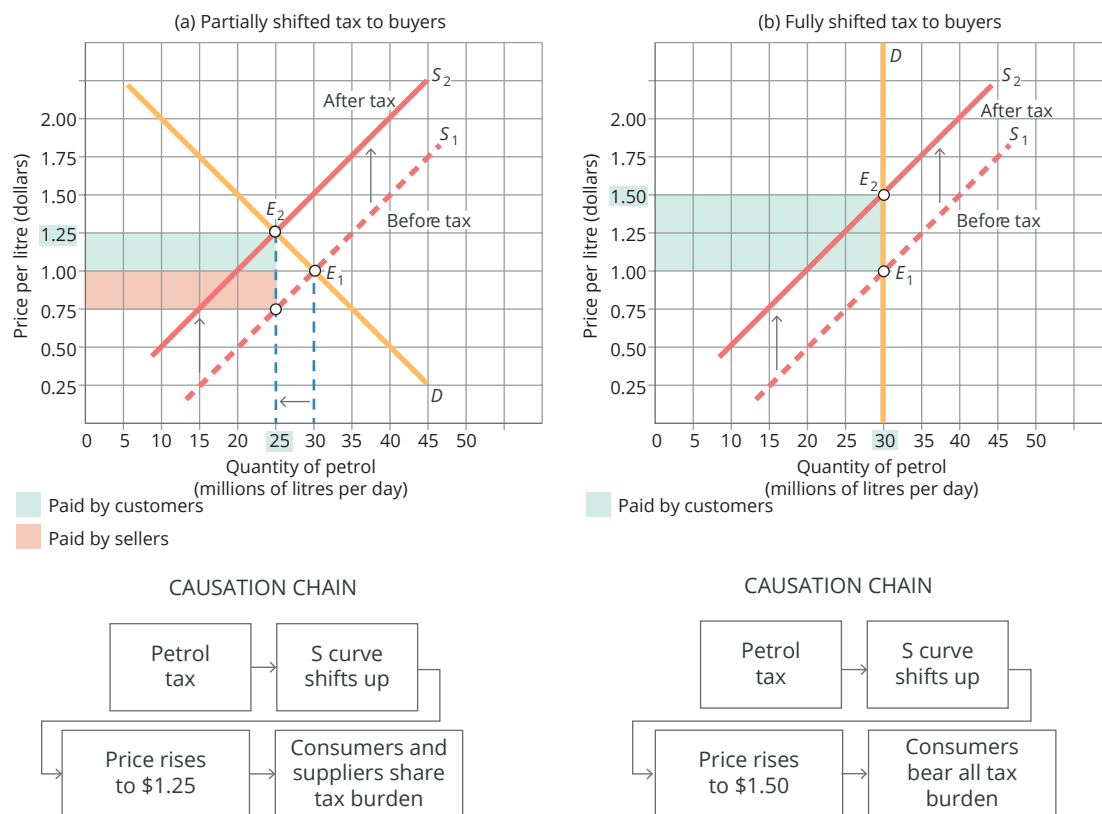 (a) Partially shifted tax to buyers
Price per litre (dollars)
2.00
1.75
1.50
1.25
1.00
0.75
0.50
0.25
S2
After tax
S1
Before tax
E2
E1
D
0 5 10 15 20 25 30 35 40 45 50
Quantity of petrol
(millions of litres per day)
Paid by customers
Paid by sellers
CAUSATION CHAIN
Petrol
tax
S curve
shifts up
Price rises
to $1.25
Consumers and
suppliers share
tax burden
(b) Fully shifted tax to buyers
Price per litre (dollars)
2.00
1.75
1.50
1.25
1.00
0.75
0.50
0.25
D
S2
After tax
S1
E2
Before tax
E1
0 5 10 15 20 25 30 35 40 45 50
Quantity of petrol
(millions of litres per day)
Paid by customers
CAUSATION CHAIN
Petrol
tax
S curve
shifts up
Price rises
to $1.50
Consumers
bear all tax
burden